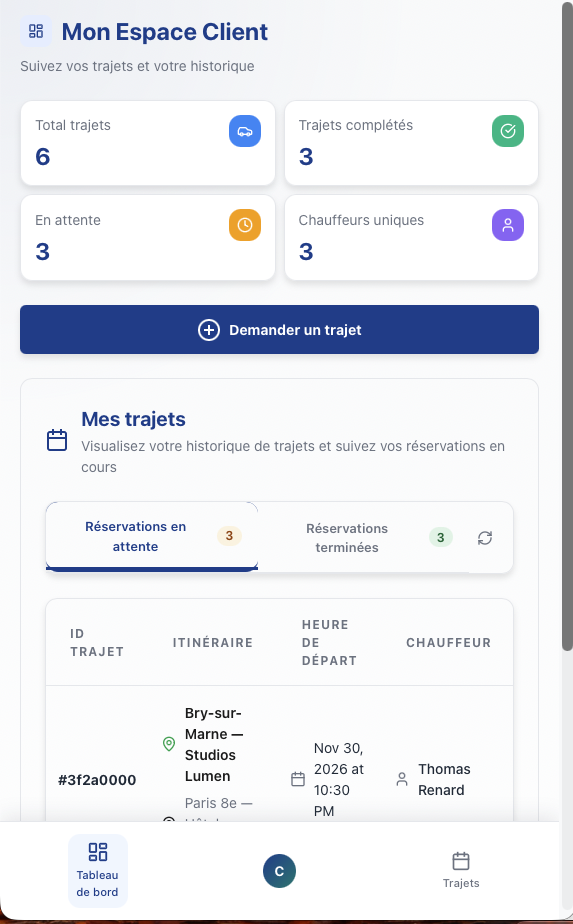 Mon Espace Client
Suivez vos trajets et votre historique
Total trajets
6
Trajets complétés
3
En attente
3
Chauffeurs uniques
3
Demander un trajet
Mes trajets
Visualisez votre historique de trajets et suivez vos réservations en
cours
Réservations en
attente
3
Réservations
terminées
3
ID
TRAJET
ITINÉRAIRE
HEURE
DE
DÉPART
CHAUFFEUR
#3f2a0000
Bry-sur-
Marne —
Studios
Lumen
Paris 8e —
Nov 30,
2026 at
10:30
PM
Thomas
Renard
Tableau
de bord
C
Trajets